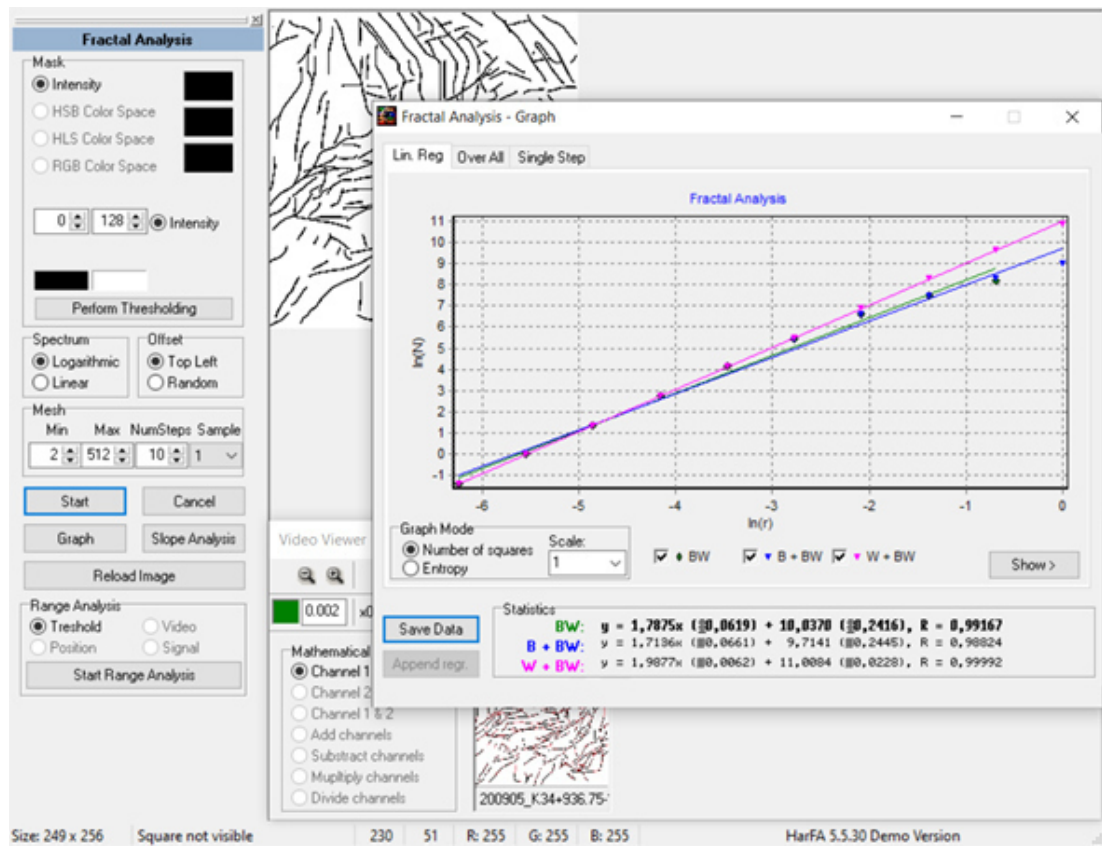 Fractal Analysis
Mask
Intensity
HSB Color Space
HLS Color Space
RGB Color Space
0 128 Intensity
Perform Thresholding
Spectrum Offset
Logarithmic Top Left
Linear Random
Mesh
Min Max NumSteps Sample
2 512 10 1
Start Cancel
Graph Slope Analysis
Reload Image
Range Analysis
Treshold Video
Position Signal
Start Range Analysis
Fractal Analysis - Graph
Lin. Reg Over All Single Step
Fractal Analysis
ln(N)
11
10
9
8
7
6
5
4
3
2
1
0
-1
-6 -5 -4 -3 -2 -1 0
ln(r)
Graph Mode
Number of squares
Entropy
Scale:
1
BW B + BW W + BW
Show >
Save Data
Append regr.
Statistics
BW: y = 1,7875x (0,0619) + 10,0370 (0,2416), R = 0,99167
B + BW: y = 1,7136x (0,0661) + 9,7141 (0,2445), R = 0,98824
W + BW: y = 1,9877x (0,0062) + 11,0084 (0,0228), R = 0,99992
Video Viewer
0.002
Mathematical
Channel 1
Channel 2
Channel 1 & 2
Add channels
Substract channels
Mupltiply channels
Divide channels
200905_K34+936.75-
Size: 249 x 256 Square not visible 230 51 R: 255 G: 255 B: 255 HarFA 5.5.30 Demo Version